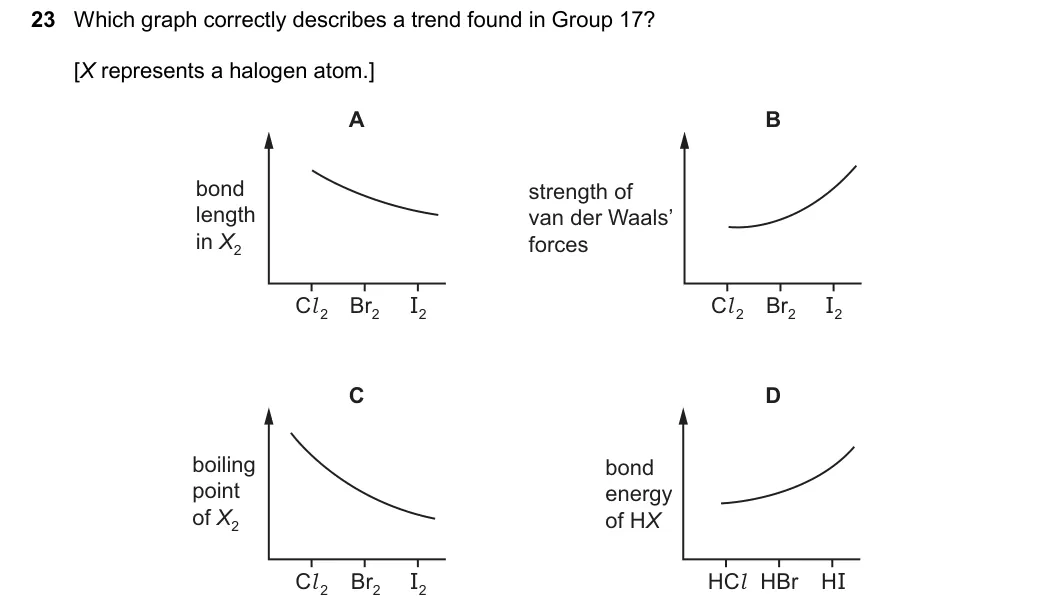 23 Which graph correctly describes a trend found in Group 17?
[X represents a halogen atom.]
A
bond
length
in X₂
Cl₂ Br₂ I₂
B
strength of
van der Waals’
forces
Cl₂ Br₂ I₂
C
boiling
point
of X₂
Cl₂ Br₂ I₂
D
bond
energy
of HX
HCl HBr HI